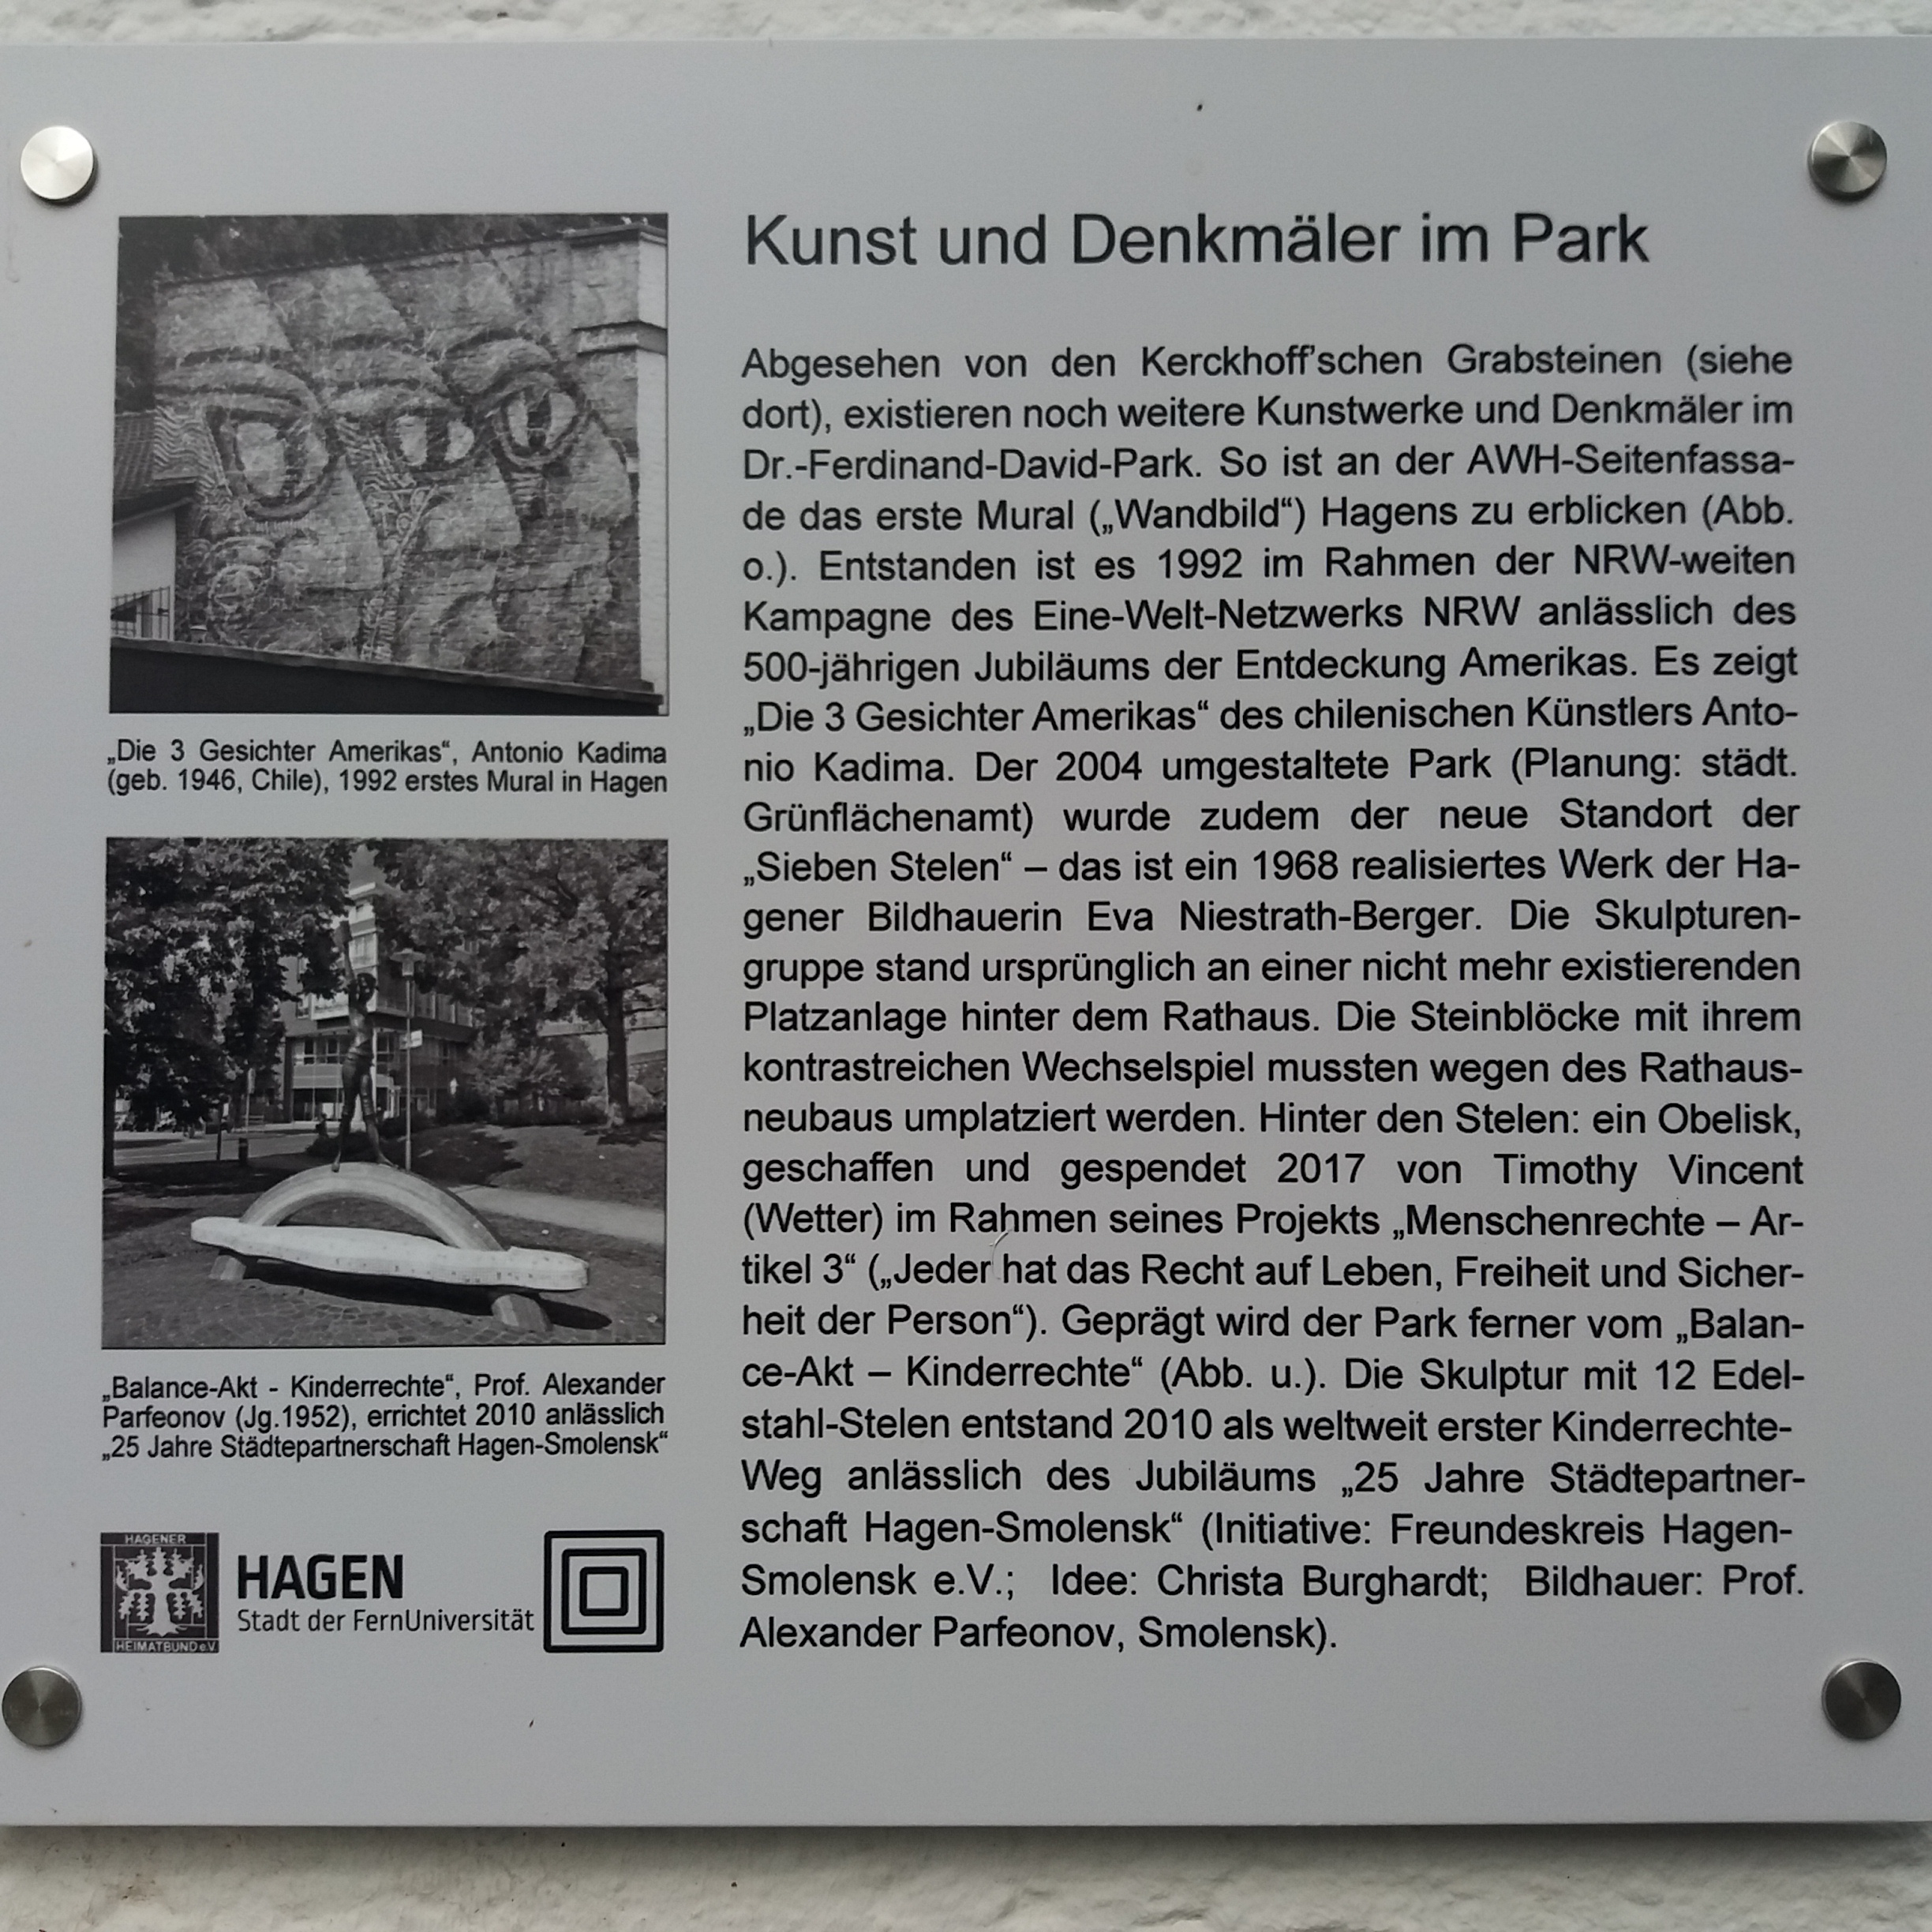 Kunst und Denkmäler im Park
Abgesehen von den Kerckhoff'schen Grabsteinen (siehe
dort), existieren noch weitere Kunstwerke und Denkmäler im
Dr.-Ferdinand-David-Park. So ist an der AWH-Seitenfassa-
de das erste Mural („Wandbild“) Hagens zu erblicken (Abb.
o.). Entstanden ist es 1992 im Rahmen der NRW-weiten
Kampagne des Eine-Welt-Netzwerks NRW anlässlich des
500-jährigen Jubiläums der Entdeckung Amerikas. Es zeigt
„Die 3 Gesichter Amerikas“ des chilenischen Künstlers Anto-
nio Kadima. Der 2004 umgestaltete Park (Planung: städt.
Grünflächenamt) wurde zudem der neue Standort der
„Sieben Stelen“ – das ist ein 1968 realisiertes Werk der Ha-
gener Bildhauerin Eva Niestrath-Berger. Die Skulpturen-
gruppe stand ursprünglich an einer nicht mehr existierenden
Platzanlage hinter dem Rathaus. Die Steinblöcke mit ihrem
kontrastreichen Wechselspiel mussten wegen des Rathaus-
neubaus umplatziert werden. Hinter den Stelen: ein Obelisk,
geschaffen und gespendet 2017 von Timothy Vincent
(Wetter) im Rahmen seines Projekts „Menschenrechte – Ar-
tikel 3“ („Jeder hat das Recht auf Leben, Freiheit und Sicher-
heit der Person“). Geprägt wird der Park ferner vom „Balan-
ce-Akt – Kinderrechte“ (Abb. u.). Die Skulptur mit 12 Edel-
stahl-Stelen entstand 2010 als weltweit erster Kinderrechte-
Weg anlässlich des Jubiläums „25 Jahre Städtepartner-
schaft Hagen-Smolensk“ (Initiative: Freundeskreis Hagen-
Smolensk e.V.; Idee: Christa Burghardt; Bildhauer: Prof.
Alexander Parfeonov, Smolensk).
„Die 3 Gesichter Amerikas“, Antonio Kadima
(geb. 1946, Chile), 1992 erstes Mural in Hagen
„Balance-Akt - Kinderrechte“, Prof. Alexander
Parfeonov (Jg.1952), errichtet 2010 anlässlich
„25 Jahre Städtepartnerschaft Hagen-Smolensk“
HAGENER
HEIMATBUND e.V.
HAGEN
Stadt der FernUniversität